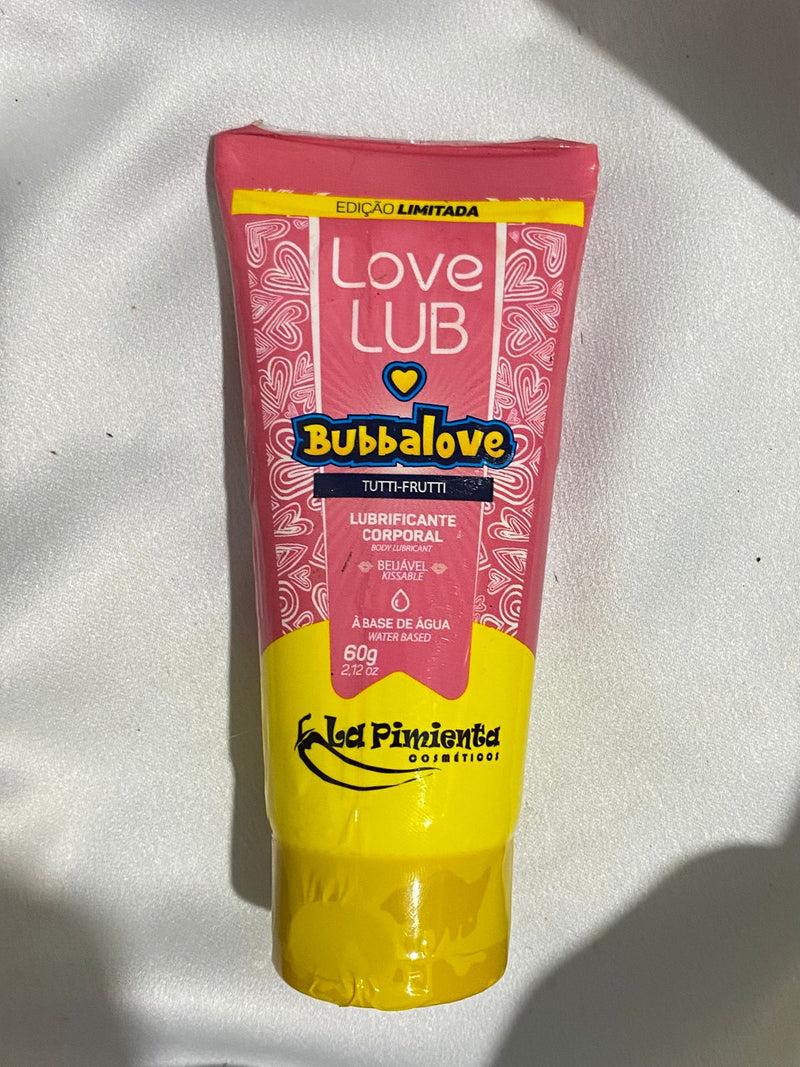 EDIÇÃO LIMITADA
LOVE
LUB
BUBBALOVE
TUTTI-FRUTTI
LUBRIFICANTE
CORPORAL
BODY LUBRICANT
BEIJÁVEL
KISSABLE
À BASE DE ÁGUA
WATER BASED
60g
2,12 oz
La Pimienta
COSMÉTICOS